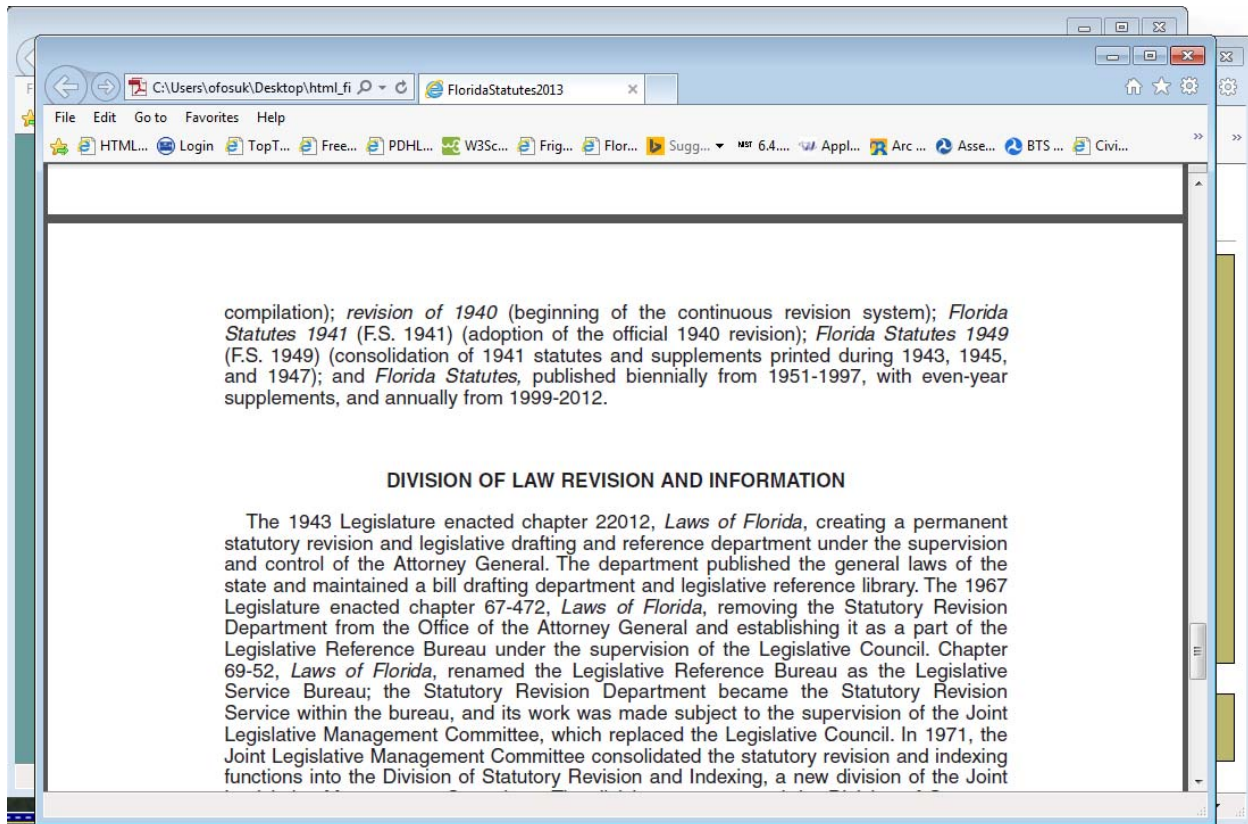 C:\Users\ofosuk\Desktop\html_fi
FloridaStatutes2013
File Edit Go to Favorites Help
HTML... Login TopT... Free... PDHL... W3Sc... Frig... Flor... Sugg... 6.4.... Appl... Arc ... Asse... BTS ... Civi...
compilation); revision of 1940 (beginning of the continuous revision system); Florida
Statutes 1941 (F.S. 1941) (adoption of the official 1940 revision); Florida Statutes 1949
(F.S. 1949) (consolidation of 1941 statutes and supplements printed during 1943, 1945,
and 1947); and Florida Statutes, published biennially from 1951-1997, with even-year
supplements, and annually from 1999-2012.
DIVISION OF LAW REVISION AND INFORMATION
The 1943 Legislature enacted chapter 22012, Laws of Florida, creating a permanent
statutory revision and legislative drafting and reference department under the supervision
and control of the Attorney General. The department published the general laws of the
state and maintained a bill drafting department and legislative reference library. The 1967
Legislature enacted chapter 67-472, Laws of Florida, removing the Statutory Revision
Department from the Office of the Attorney General and establishing it as a part of the
Legislative Reference Bureau under the supervision of the Legislative Council. Chapter
69-52, Laws of Florida, renamed the Legislative Reference Bureau as the Legislative
Service Bureau; the Statutory Revision Department became the Statutory Revision
Service within the bureau, and its work was made subject to the supervision of the Joint
Legislative Management Committee, which replaced the Legislative Council. In 1971, the
Joint Legislative Management Committee consolidated the statutory revision and indexing
functions into the Division of Statutory Revision and Indexing, a new division of the Joint